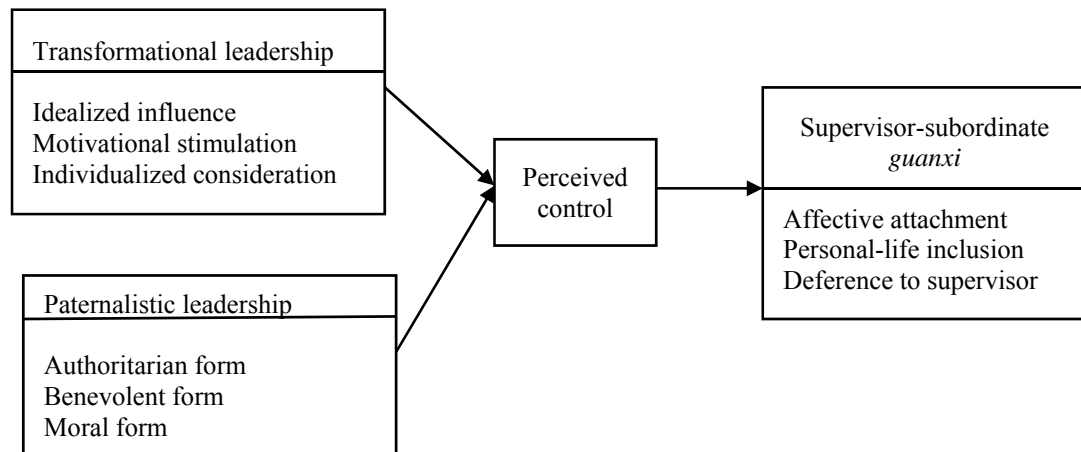 Transformational leadership
Idealized influence
Motivational stimulation
Individualized consideration
Paternalistic leadership
Authoritarian form
Benevolent form
Moral form
Perceived
control
Supervisor-subordinate
guanxi
Affective attachment
Personal-life inclusion
Deference to supervisor